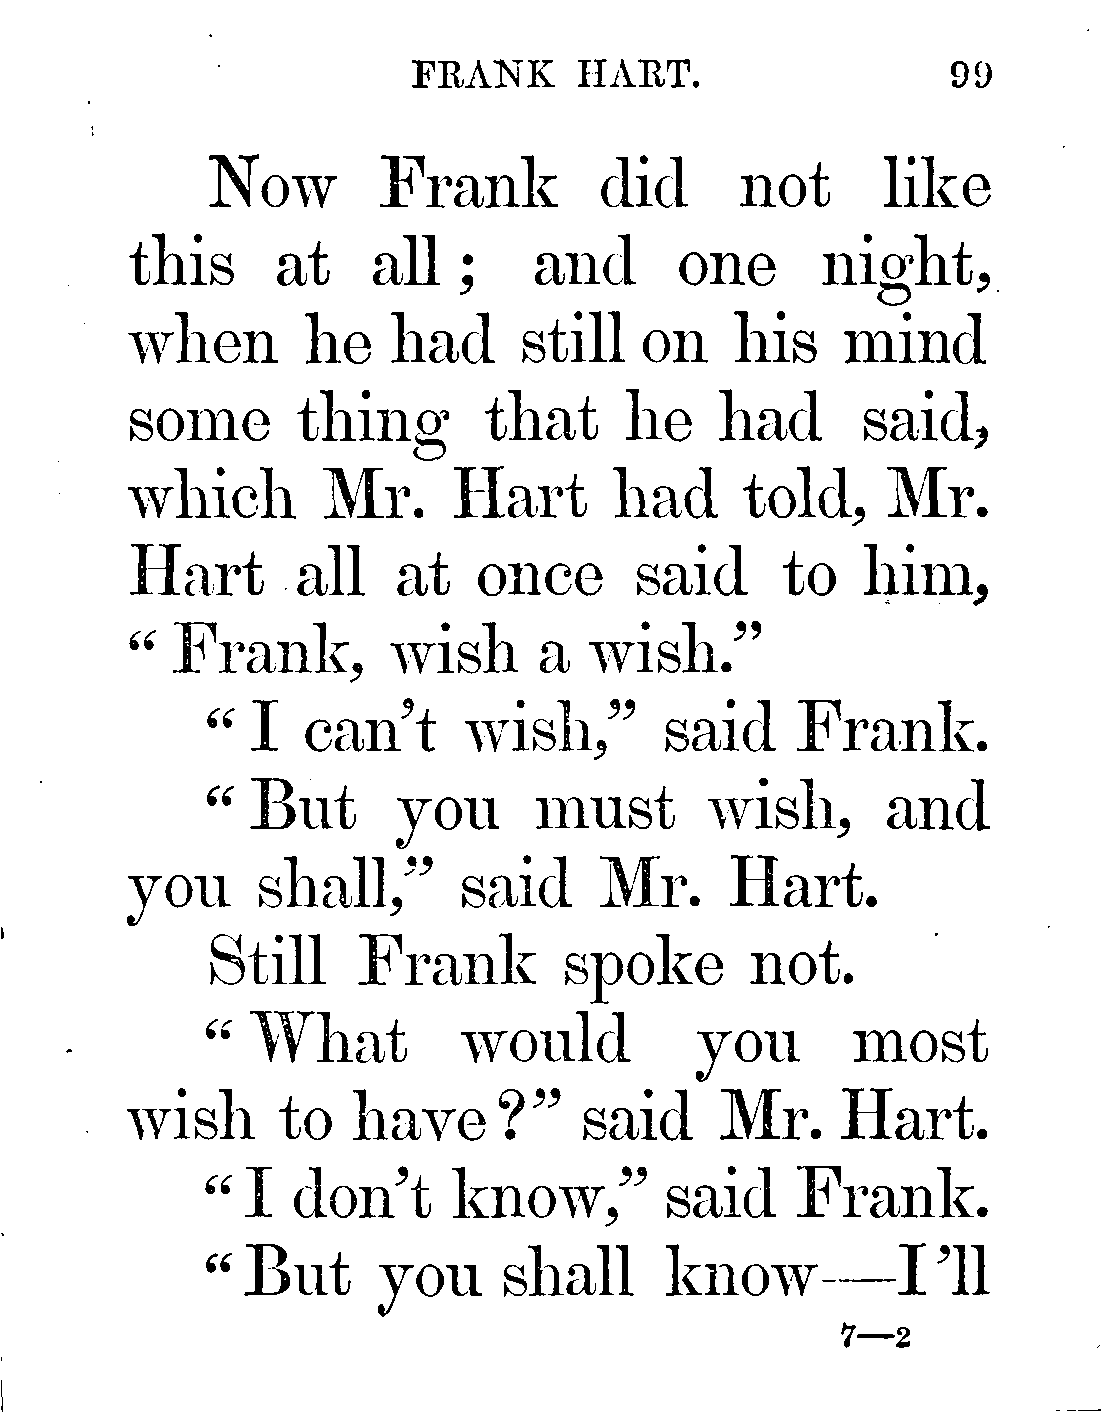 FRANK HART. 99
Now Frank did not like
this at all; and one night,
when he had still on his mind
some thing that he had said,
which Mr. Hart had told, Mr.
Hart all at once said to him,
“Frank, wish a wish.”
“I can’t wish,” said Frank.
“But you must wish, and
you shall,” said Mr. Hart.
Still Frank spoke not.
“What would you most
wish to have?” said Mr. Hart.
“I don’t know,” said Frank.
“But you shall know—I’ll
7—2